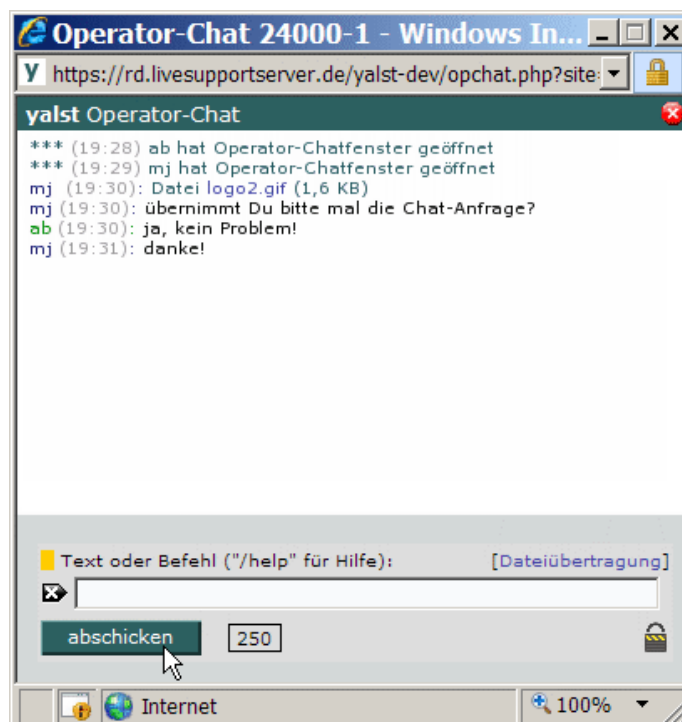 Operator-Chat 24000-1 - Windows In...
y https://rd.livesupportserver.de/yalst-dev/opchat.php?site
yalst Operator-Chat
*** (19:28) ab hat Operator-Chatfenster geöffnet
*** (19:29) mj hat Operator-Chatfenster geöffnet
mj (19:30): Datei logo2.gif (1,6 KB)
mj (19:30): übernimmt Du bitte mal die Chat-Anfrage?
ab (19:30): ja, kein Problem!
mj (19:31): danke!
Text oder Befehl ("/help" für Hilfe): [Dateiübertragung]
abschicken 250
Internet 100%